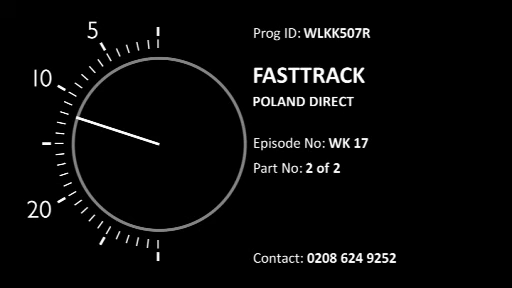 5
10
20
Prog ID: WLKK507R
FASTTRACK
POLAND DIRECT
Episode No: WK 17
Part No: 2 of 2
Contact: 0208 624 9252